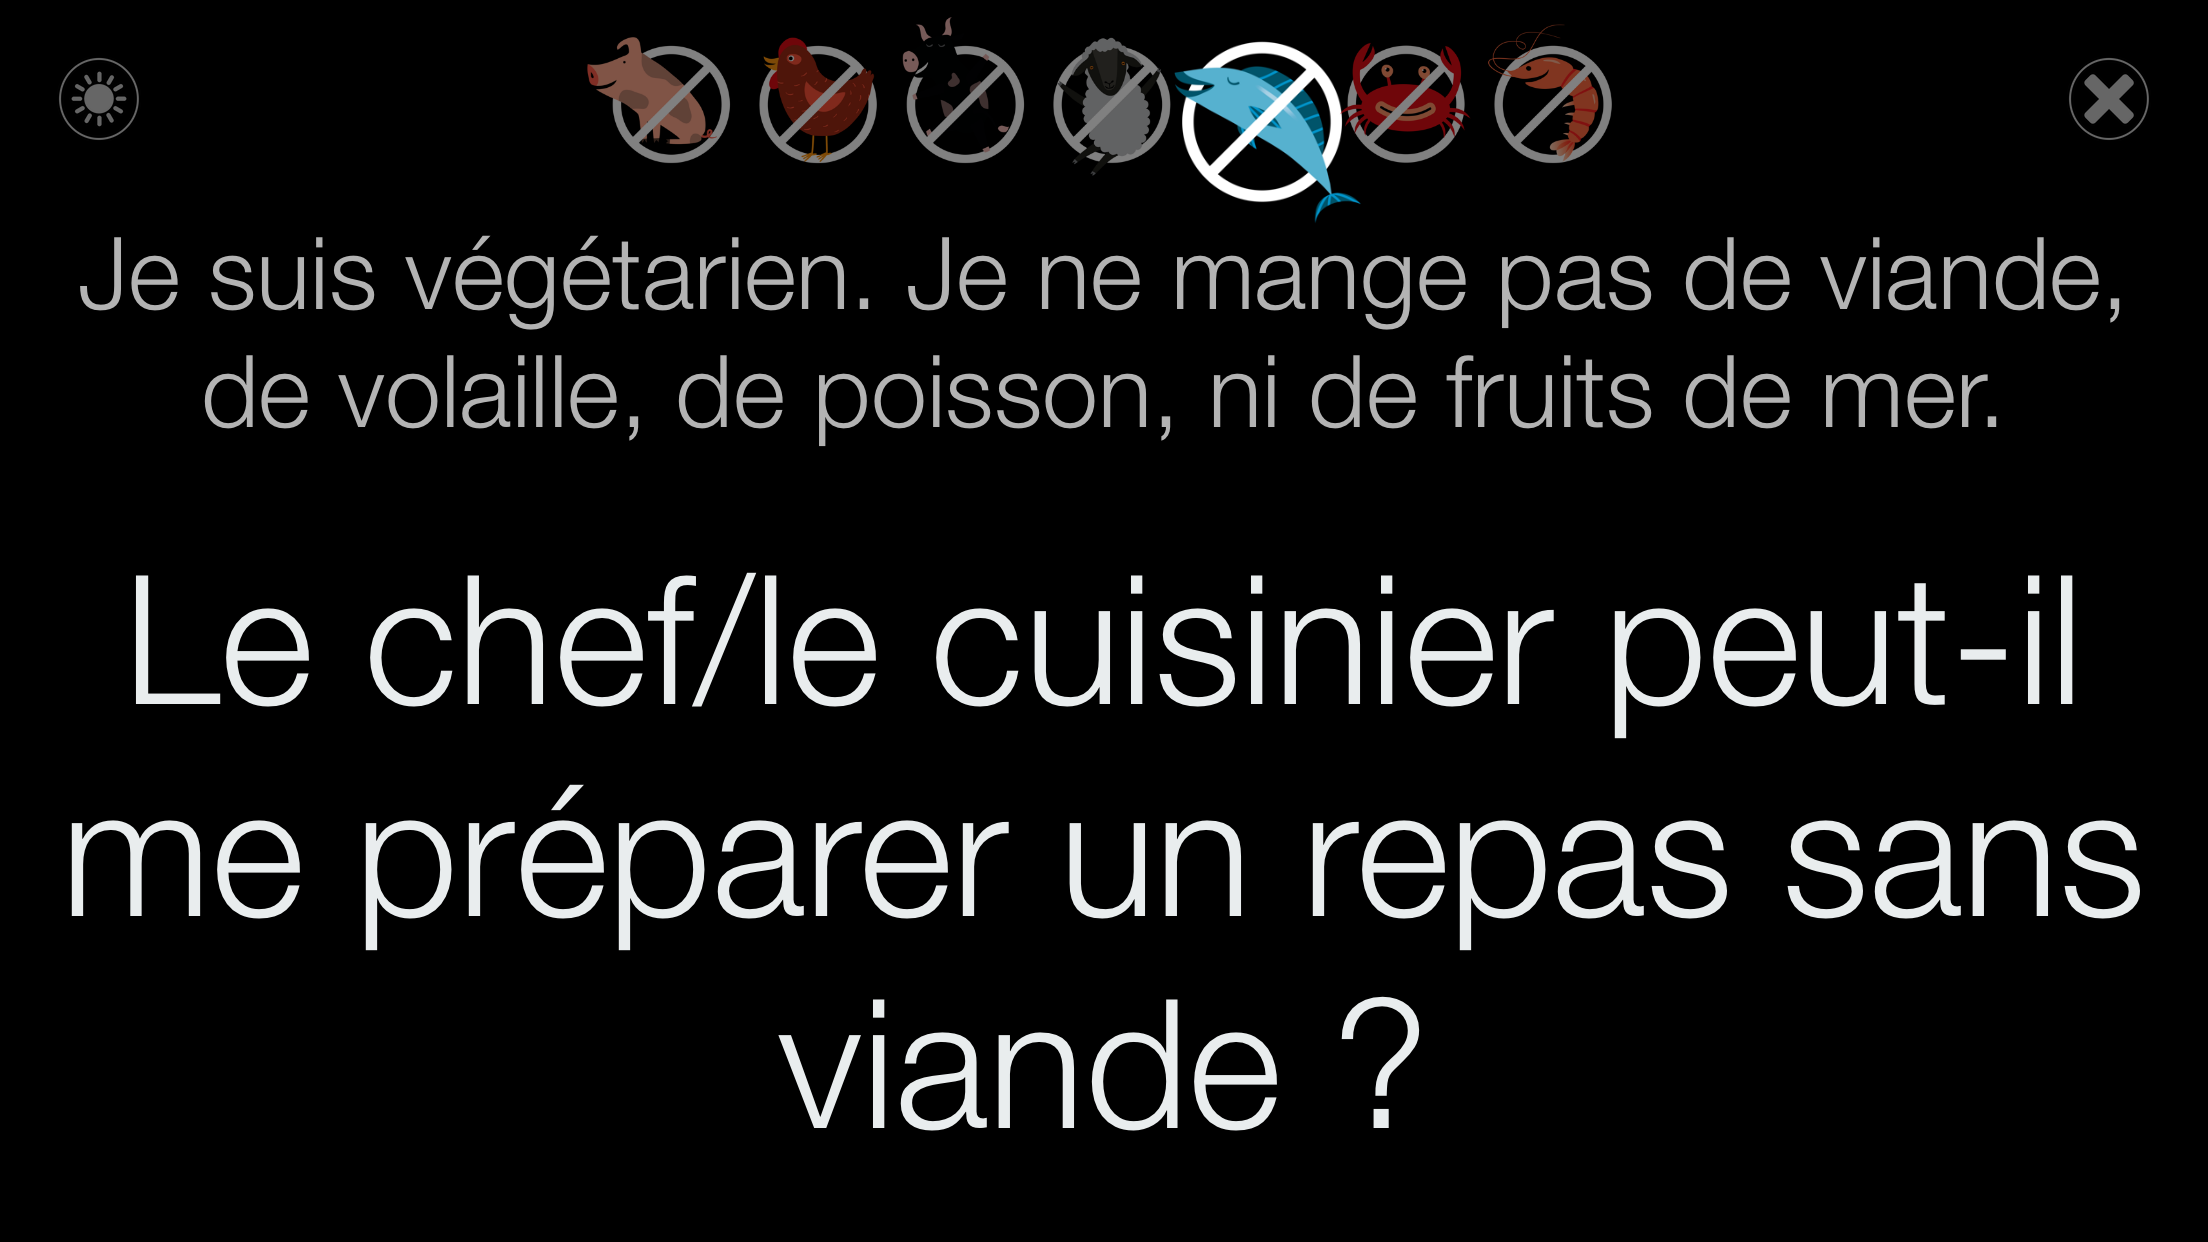 Je suis végétarien. Je ne mange pas de viande,
de volaille, de poisson, ni de fruits de mer.
Le chef/le cuisinier peut-il
me préparer un repas sans
viande ?